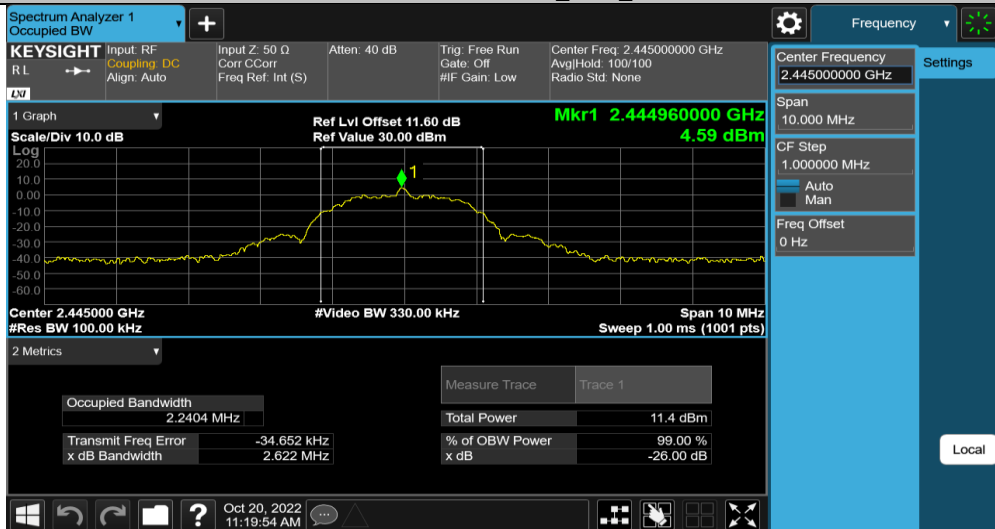 Spectrum Analyzer 1
Occupied BW
Frequency
KEYSIGHT
R L
LXI
Input: RF
Coupling: DC
Align: Auto
Input Z: 50 Ω
Corr CCorr
Freq Ref: Int (S)
Atten: 40 dB
Trig: Free Run
Gate: Off
#IF Gain: Low
Center Freq: 2.445000000 GHz
Avg|Hold: 100/100
Radio Std: None
Center Frequency
2.445000000 GHz
Settings
Span
10.000 MHz
CF Step
1.000000 MHz
Auto
Man
Freq Offset
0 Hz
1 Graph
Scale/Div 10.0 dB
Ref Lvl Offset 11.60 dB
Ref Value 30.00 dBm
Mkr1 2.444960000 GHz
4.59 dBm
Log
20.0
10.0
0.00
-10.0
-20.0
-30.0
-40.0
-50.0
-60.0
1
Center 2.445000 GHz
#Res BW 100.00 kHz
#Video BW 330.00 kHz
Span 10 MHz
Sweep 1.00 ms (1001 pts)
2 Metrics
Measure Trace Trace 1
Occupied Bandwidth
2.2404 MHz
Total Power 11.4 dBm
Transmit Freq Error -34.652 kHz
% of OBW Power 99.00 %
x dB Bandwidth 2.622 MHz
x dB -26.00 dB
Local
?
Oct 20, 2022
11:19:54 AM